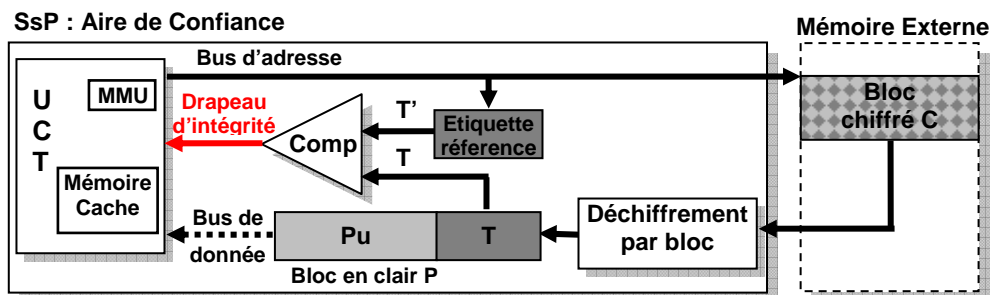 SsP : Aire de Confiance
Mémoire Externe
Bus d'adresse
UCT
MMU
Mémoire
Cache
Drapeau
d'intégrité
Comp
T'
T
Etiquette
réference
Bloc
chiffré C
Bus de
donnée
Pu
T
Bloc en clair P
Déchiffrement
par bloc